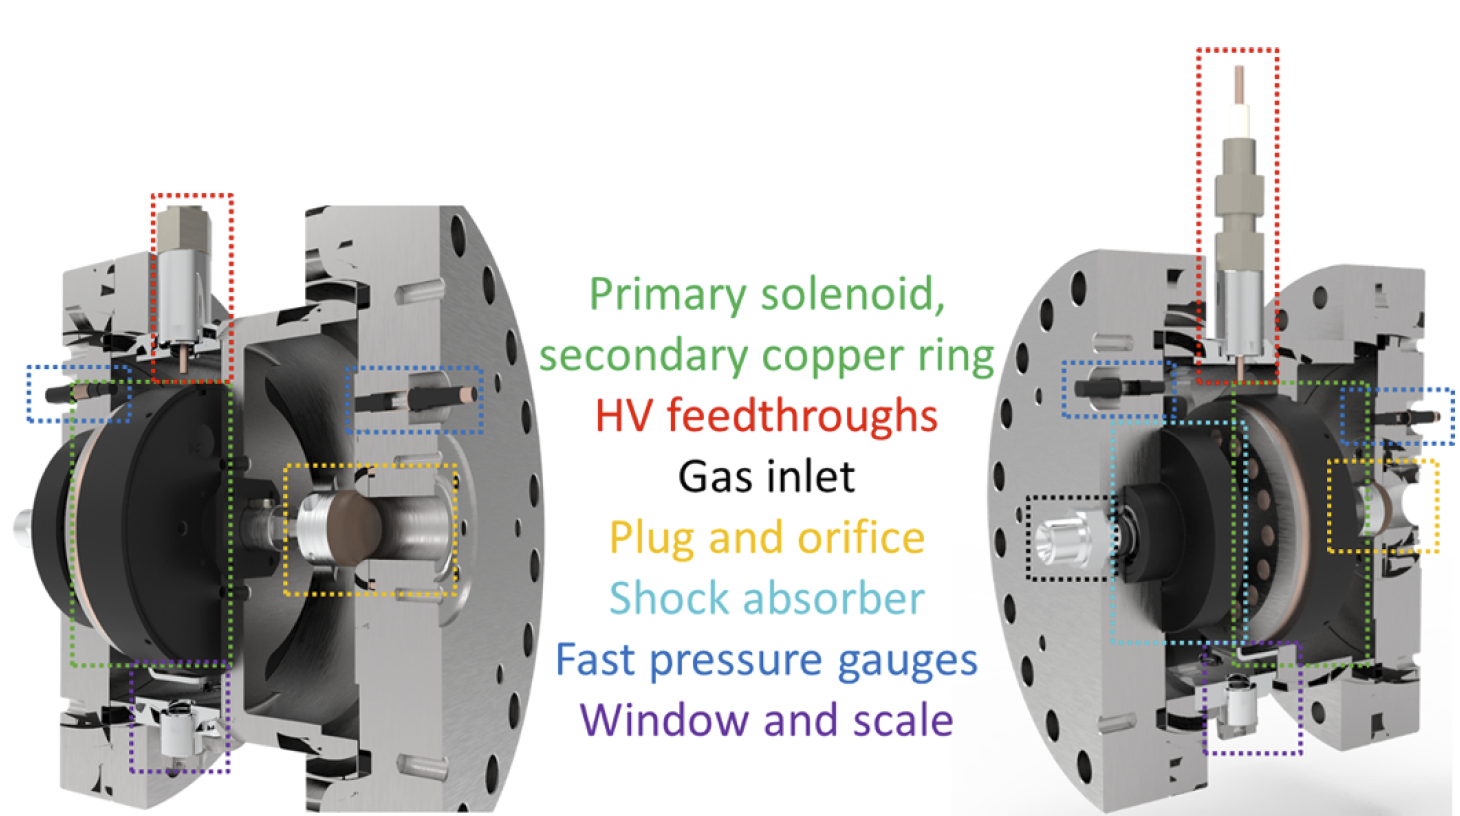 Primary solenoid,
secondary copper ring
HV feedthroughs
Gas inlet
Plug and orifice
Shock absorber
Fast pressure gauges
Window and scale